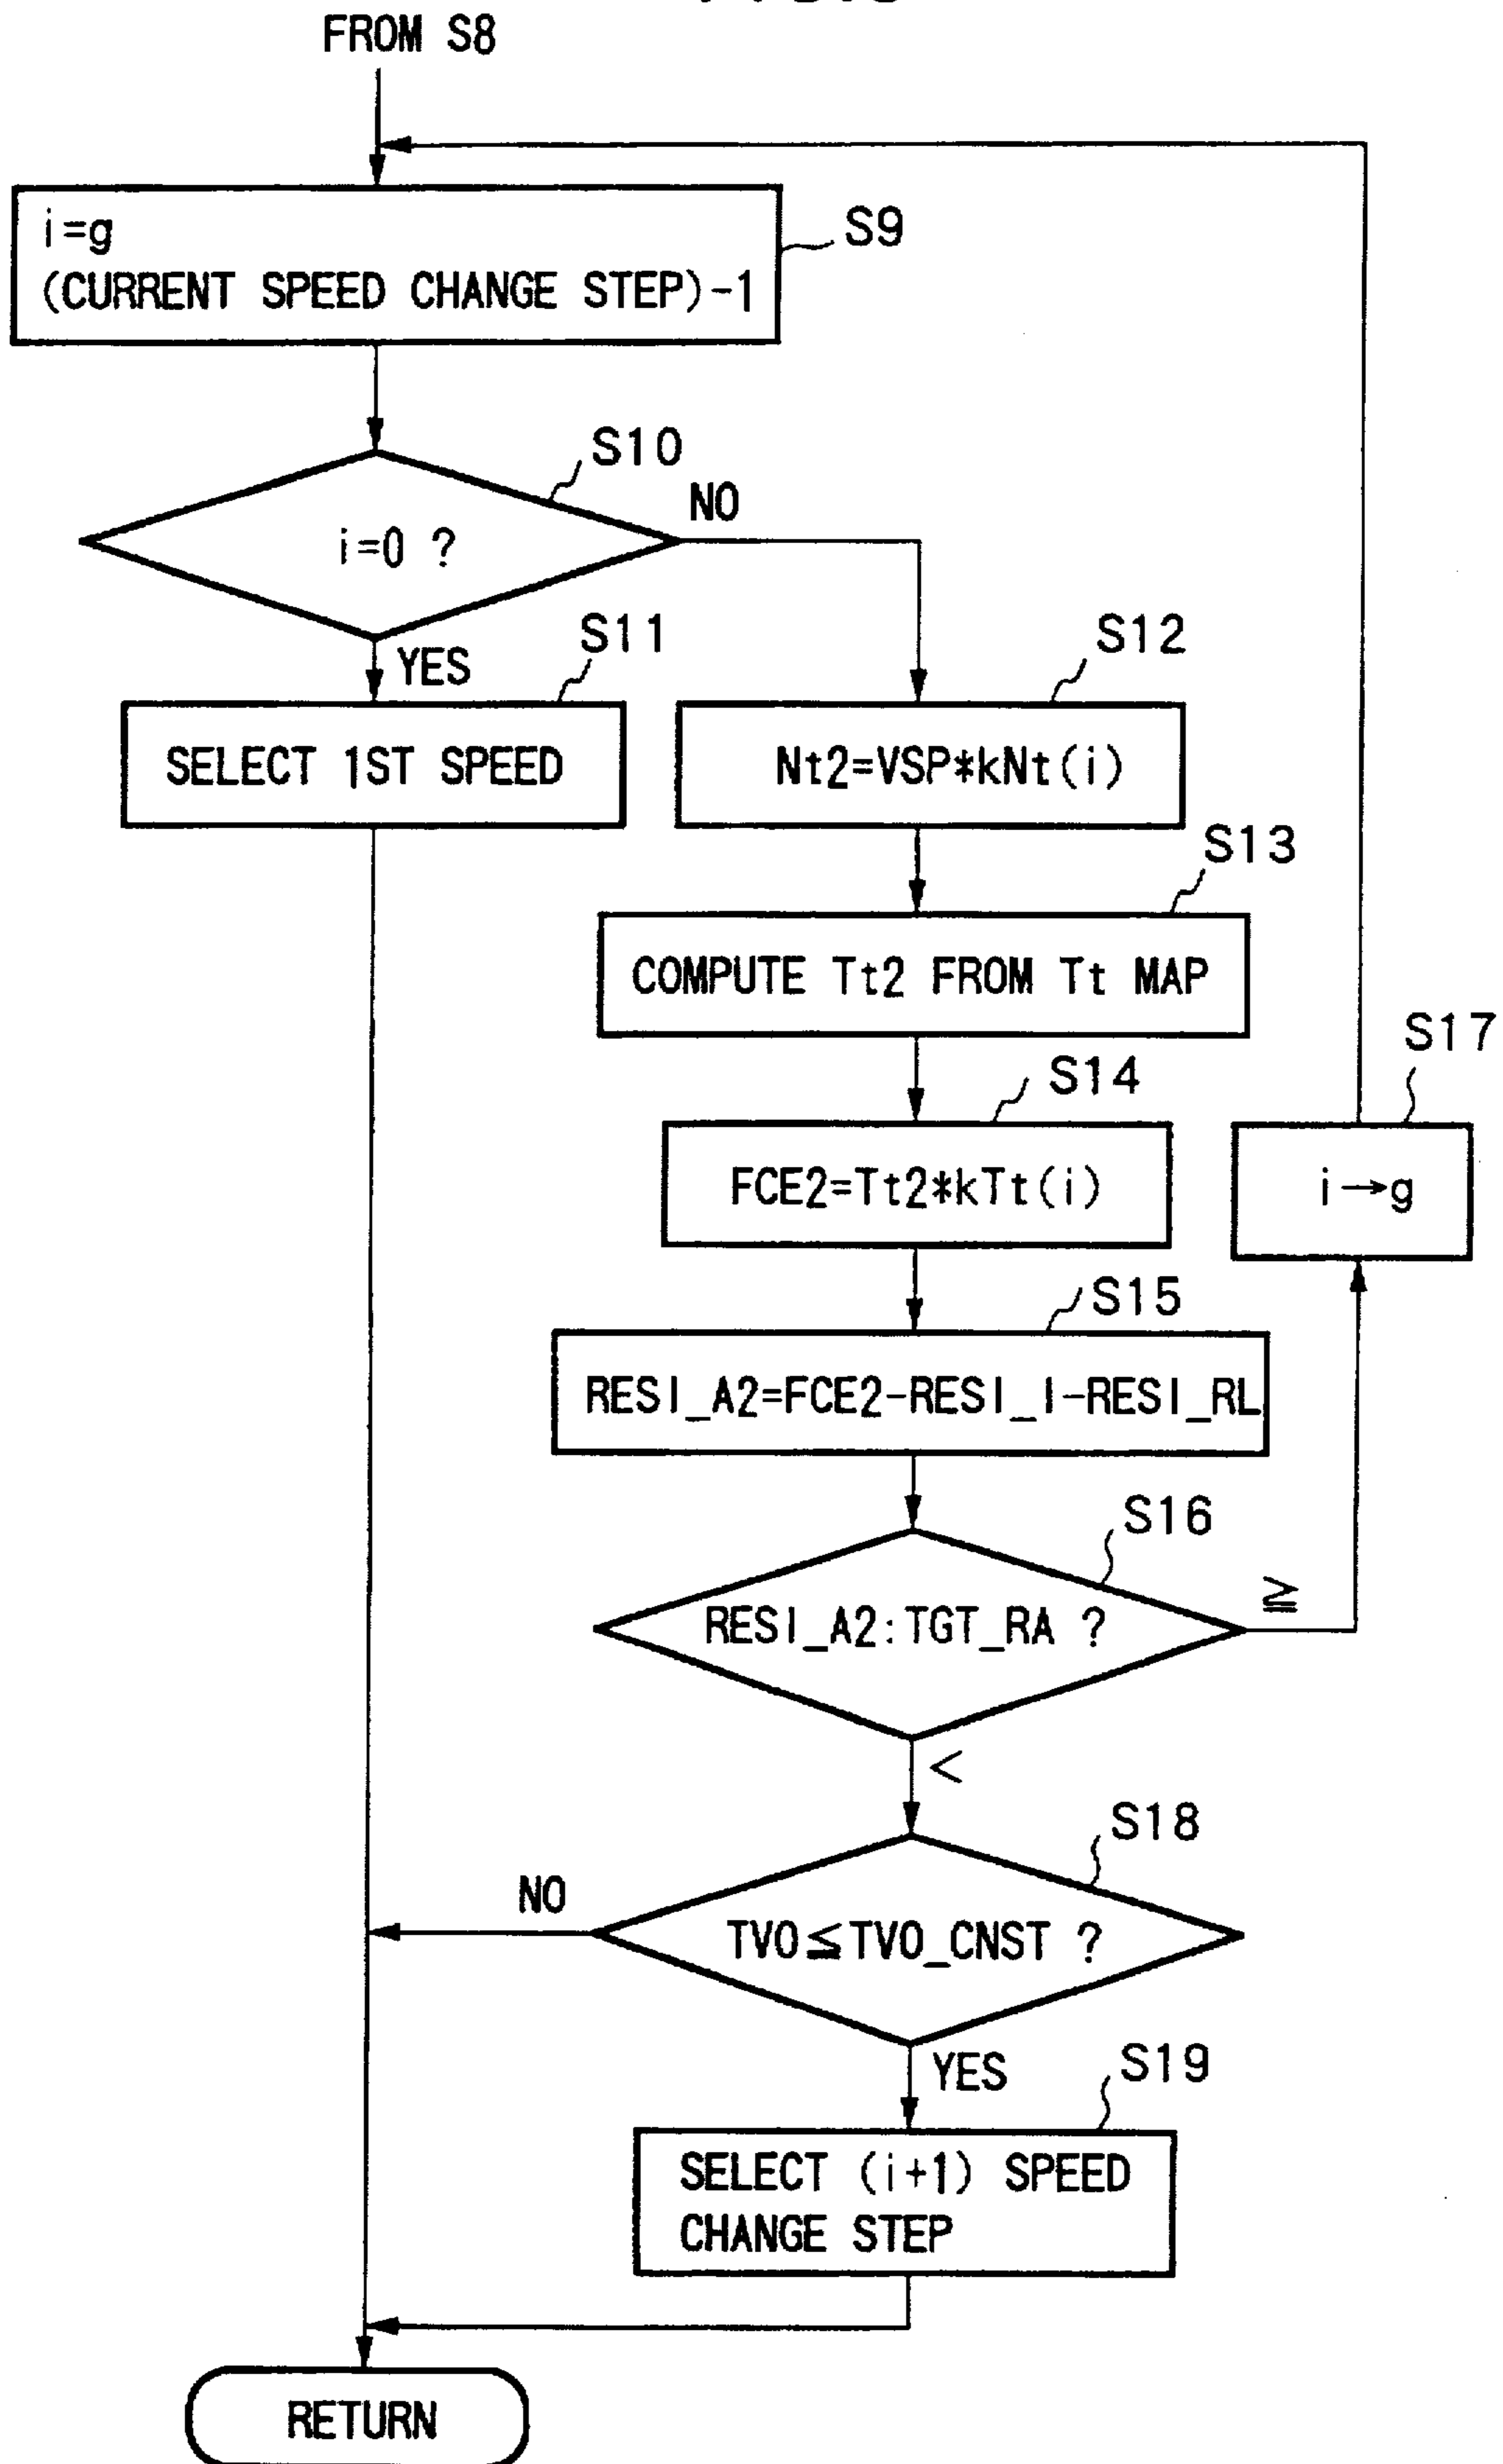 FROM S8
i=g
(CURRENT SPEED CHANGE STEP)-1
S9
S10
i=0 ?
NO
YES
S11
SELECT 1ST SPEED
S12
Nt2=VSP*kNt(i)
S13
COMPUTE Tt2 FROM Tt MAP
S14
FCE2=Tt2*kTt(i)
S17
i→g
S15
RESI_A2=FCE2-RESI_I-RESI_RL
S16
RESI_A2:TGT_RA ?
≧
<
S18
TVO≦TVO_CNST ?
NO
YES
S19
SELECT (i+1) SPEED
CHANGE STEP
RETURN